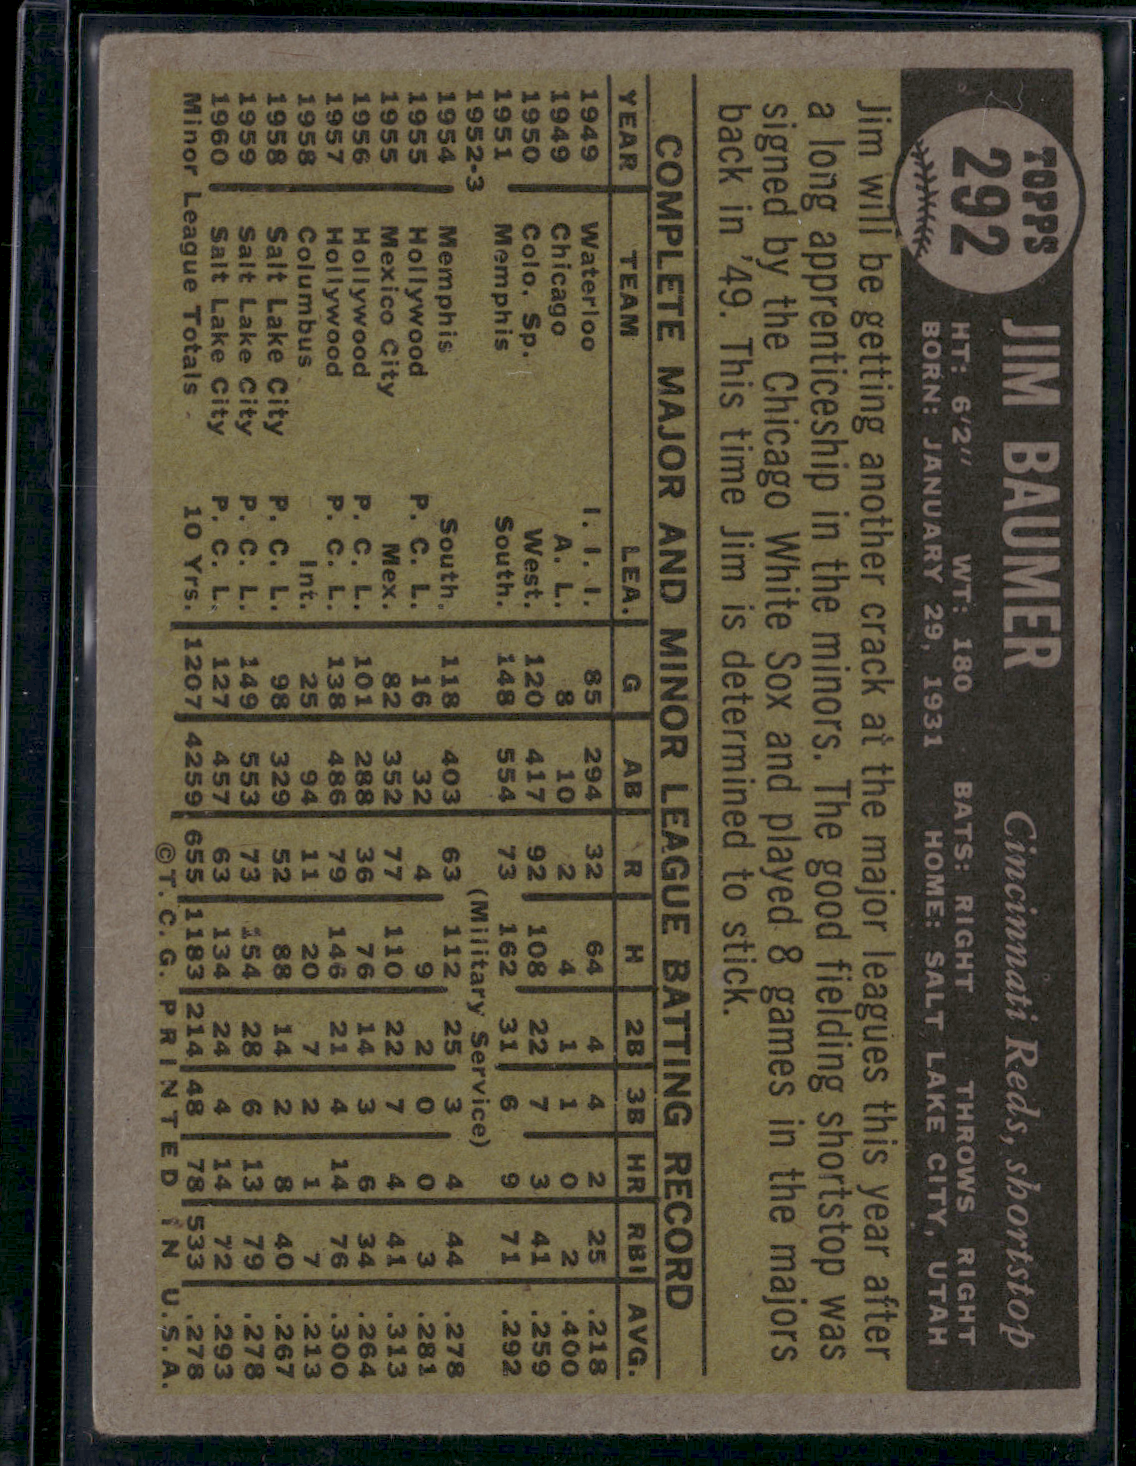 TOPPS
292
JIM BAUMER Cincinnati Reds, shortstop
HT: 6'2" WT: 180 BATS: RIGHT THROWS RIGHT
BORN: JANUARY 29, 1931 HOME: SALT LAKE CITY, UTAH
Jim will be getting another crack at the major leagues this year after
a long apprenticeship in the minors. The good fielding shortstop was
signed by the Chicago White Sox and played 8 games in the majors
back in '49. This time Jim is determined to stick.
COMPLETE MAJOR AND MINOR LEAGUE BATTING RECORD
YEAR TEAM LEA. G AB R H 2B 3B HR RBI AVG.
1949 Waterloo I. I. I. 85 294 32 64 4 4 2 25 .218
1949 Chicago A. L. 8 10 2 4 1 1 0 2 .400
1950 Colo. Sp. West. 120 417 92 108 22 7 3 41 .259
1951 Memphis South. 148 554 73 162 31 6 9 71 .292
1952-3 (Military Service)
1954 Memphis South. 118 403 63 112 25 3 4 44 .278
1955 Hollywood P. C. L. 16 32 4 9 2 0 0 3 .281
1955 Mexico City Mex. 82 352 77 110 22 7 4 41 .313
1956 Hollywood P. C. L. 101 288 36 76 14 3 6 34 .264
1957 Hollywood P. C. L. 138 486 79 146 21 4 14 76 .300
1958 Columbus Int. 25 94 11 20 7 2 1 7 .213
1958 Salt Lake City P. C. L. 98 329 52 88 14 2 8 40 .267
1959 Salt Lake City P. C. L. 149 553 73 154 28 6 13 79 .278
1960 Salt Lake City P. C. L. 127 457 63 134 24 4 14 72 .293
Minor League Totals 10 Yrs. 1207 4259 655 1183 214 48 78 533 .278
©T. C. G. PRINTED IN U.S.A.